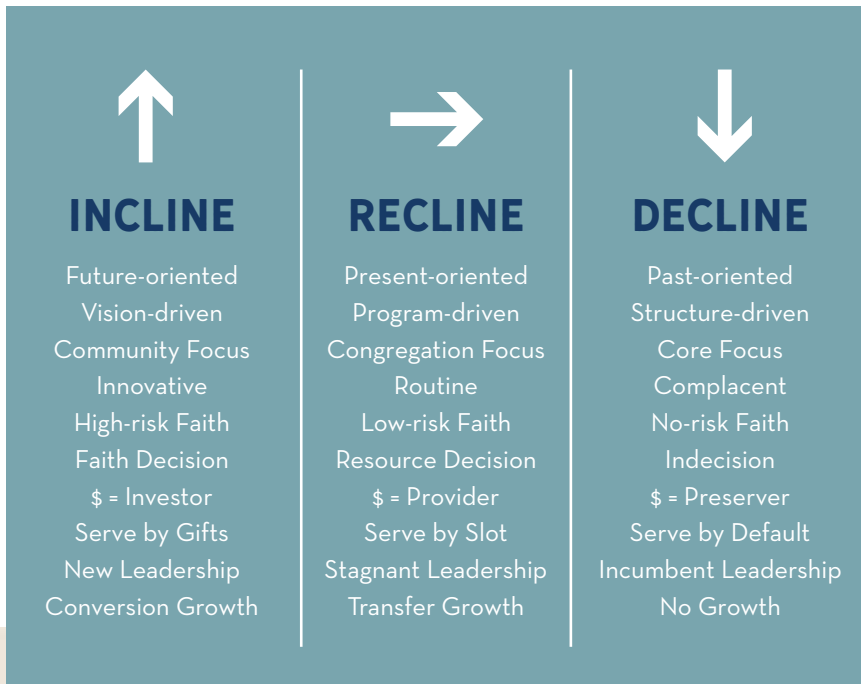 INCLINE
Future-oriented
Vision-driven
Community Focus
Innovative
High-risk Faith
Faith Decision
$ = Investor
Serve by Gifts
New Leadership
Conversion Growth
RECLINE
Present-oriented
Program-driven
Congregation Focus
Routine
Low-risk Faith
Resource Decision
$ = Provider
Serve by Slot
Stagnant Leadership
Transfer Growth
DECLINE
Past-oriented
Structure-driven
Core Focus
Complacent
No-risk Faith
Indecision
$ = Preserver
Serve by Default
Incumbent Leadership
No Growth